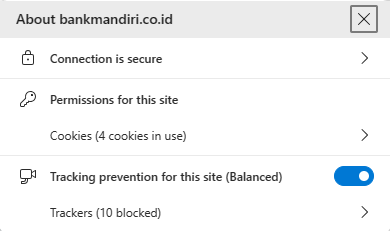 About bankmandiri.co.id
Connection is secure
Permissions for this site
Cookies (4 cookies in use)
Tracking prevention for this site (Balanced)
Trackers (10 blocked)